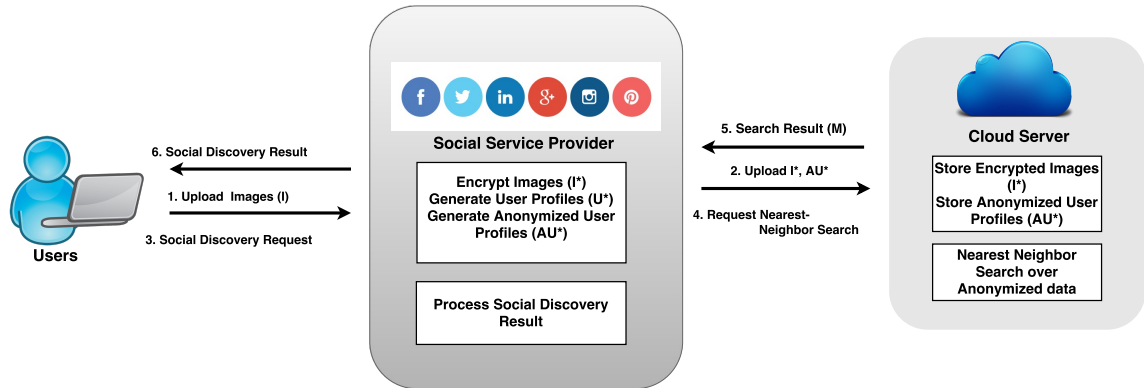 6. Social Discovery Result
1. Upload Images (I)
3. Social Discovery Request
Users
f
in
g+
Social Service Provider
Encrypt Images (I*)
Generate User Profiles (U*)
Generate Anonymized User
Profiles (AU*)
Process Social Discovery
Result
5. Search Result (M)
2. Upload I*, AU*
4. Request Nearest-
Neighbor Search
Cloud Server
Store Encrypted Images
(I*)
Store Anonymized User
Profiles (AU*)
Nearest Neighbor
Search over
Anonymized data